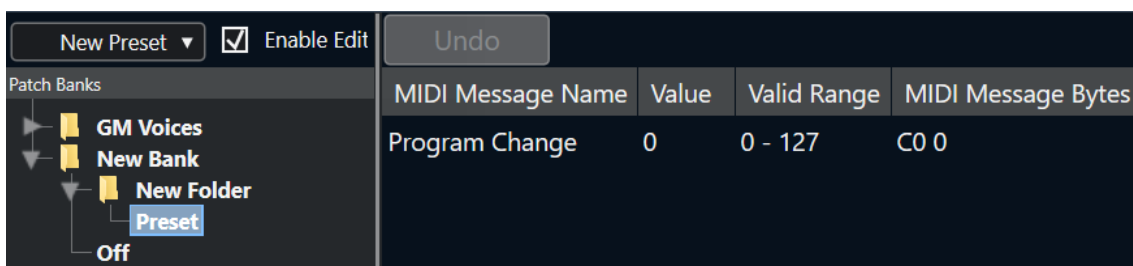 New Preset ▼ Enable Edit
Undo
Patch Banks
GM Voices
New Bank
New Folder
Preset
Off
MIDI Message Name Value Valid Range MIDI Message Bytes
Program Change 0 0 - 127 C0 0